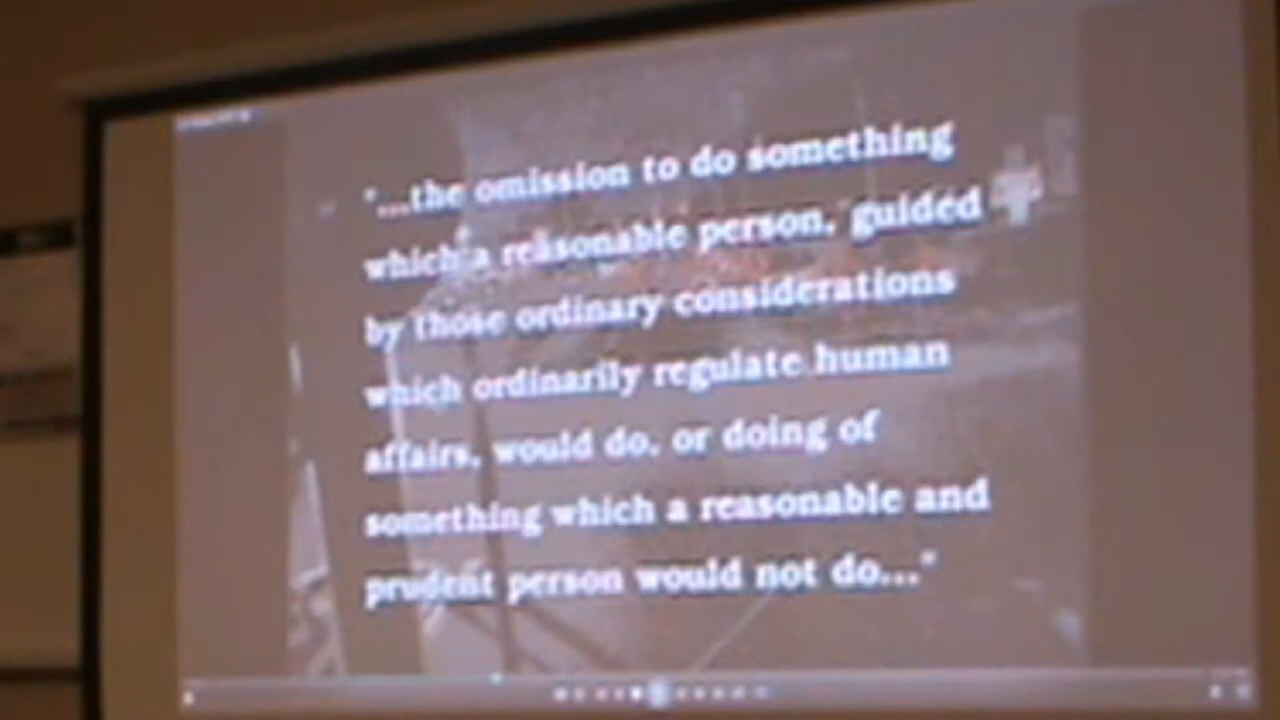 "...the omission to do something
which a reasonable person, guided
by those ordinary considerations
which ordinarily regulate human
affairs, would do, or doing of
something which a reasonable and
prudent person would not do..."